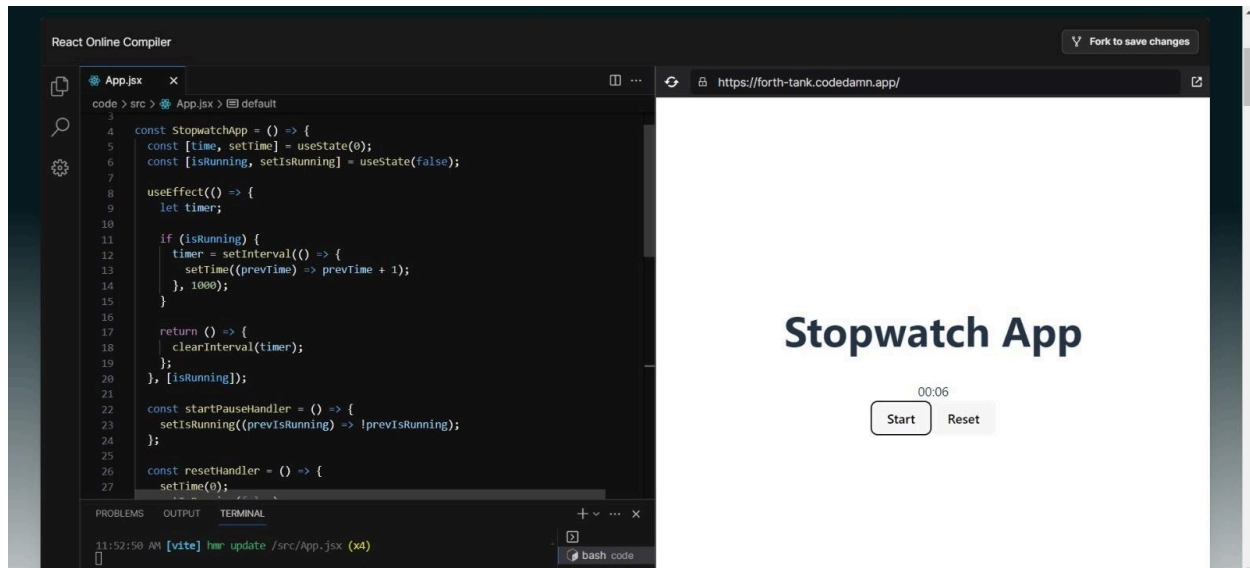 React Online Compiler
Fork to save changes
App.jsx
code > src > App.jsx > default
https://forth-tank.codedamn.app/
3
4 const StopwatchApp = () => {
5 const [time, setTime] = useState(0);
6 const [isRunning, setIsRunning] = useState(false);
7
8 useEffect(() => {
9 let timer;
10
11 if (isRunning) {
12 timer = setInterval(() => {
13 setTime((prevTime) => prevTime + 1);
14 }, 1000);
15 }
16
17 return () => {
18 clearInterval(timer);
19 };
20 }, [isRunning]);
21
22 const startPauseHandler = () => {
23 setIsRunning((prevIsRunning) => !prevIsRunning);
24 };
25
26 const resetHandler = () => {
27 setTime(0);
PROBLEMS OUTPUT TERMINAL
11:52:50 AM [vite] hmr update /src/App.jsx (x4)
bash code
Stopwatch App
00:06
Start Reset